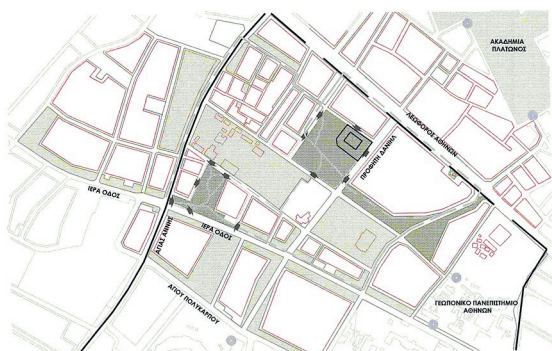 ΑΚΑΔΗΜΙΑ
ΠΛΑΤΩΝΟΣ
ΛΕΩΦΟΡΟΣ ΑΘΗΝΩΝ
ΠΡΟΦΗΤΗ ΔΑΝΙΗΛ
ΙΕΡΑ ΟΔΟΣ
ΙΕΡΑ ΟΔΟΣ
ΑΓΙΑΣ ΑΝΝΗΣ
ΑΓΙΟΥ ΠΟΛΥΚΑΡΠΟΥ
ΓΕΩΠΟΝΙΚΟ ΠΑΝΕΠΙΣΤΗΜΙΟ
ΑΘΗΝΩΝ